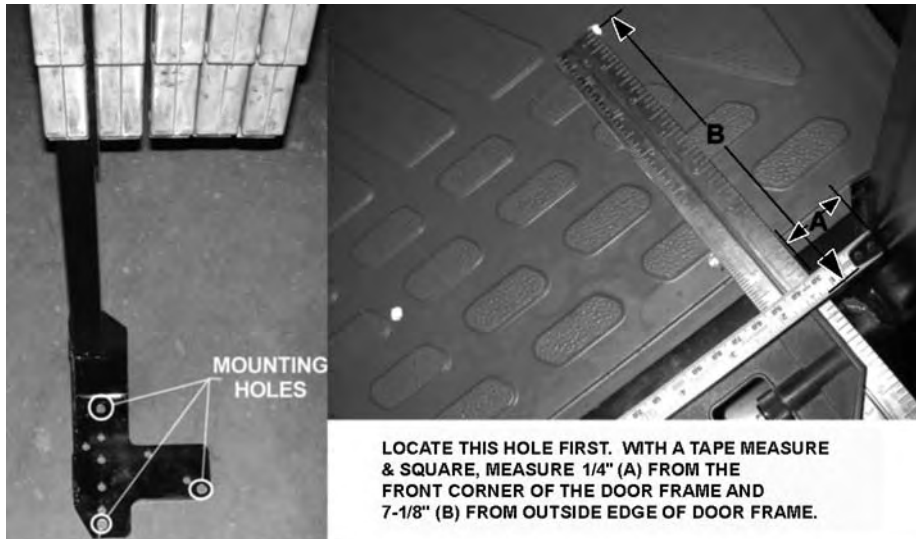 MOUNTING
HOLES
B
A
LOCATE THIS HOLE FIRST. WITH A TAPE MEASURE
& SQUARE, MEASURE 1/4" (A) FROM THE
FRONT CORNER OF THE DOOR FRAME AND
7-1/8" (B) FROM OUTSIDE EDGE OF DOOR FRAME.